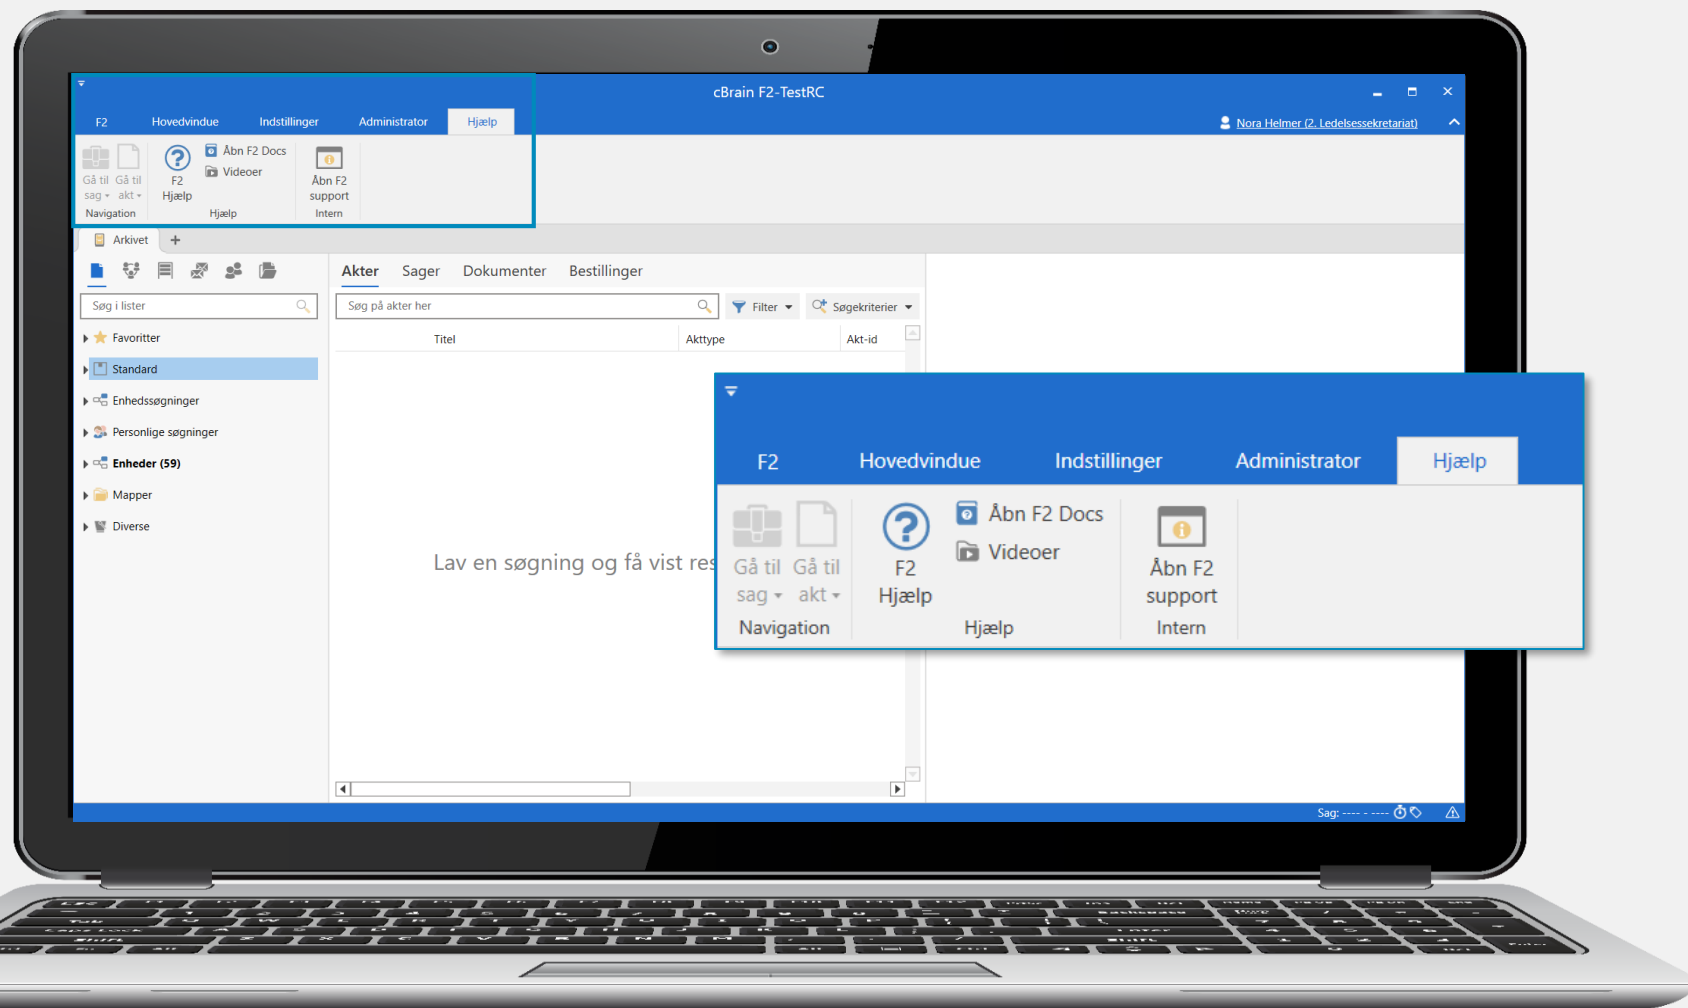 cBrain F2-TestRC
F2 Hovedvindue Indstillinger Administrator Hjælp
Nora Helmer (2. Ledelsessekretariat)
Gå til sag
Gå til akt
Navigation
F2 Hjælp
Åbn F2 Docs
Videoer
Hjælp
Åbn F2 support
Intern
Arkivet
Søg i lister
Favoritter
Standard
Enhedssøgninger
Personlige søgninger
Enheder (59)
Mapper
Diverse
Akter Sager Dokumenter Bestillinger
Søg på akter her
Filter
Søgekriterier
Titel Akttype Akt-id
Lav en søgning og få vist
F2 Hovedvindue Indstillinger Administrator Hjælp
Gå til sag
Gå til akt
Navigation
F2 Hjælp
Åbn F2 Docs
Videoer
Hjælp
Åbn F2 support
Intern
Sag: ---- - ----